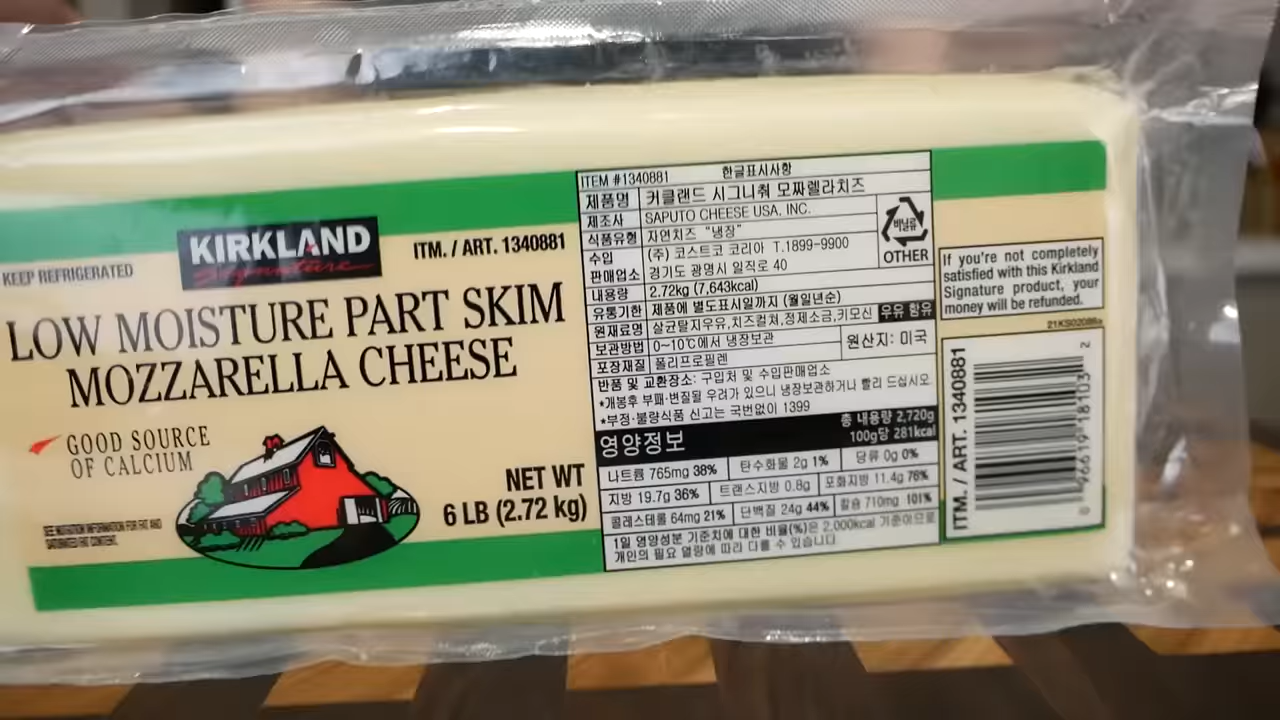 KEEP REFRIGERATED
KIRKLAND
Signature
ITM. / ART. 1340881
LOW MOISTURE PART SKIM
MOZZARELLA CHEESE
GOOD SOURCE
OF CALCIUM
SEE NUTRITION INFORMATION FOR FAT AND
SATURATED FAT CONTENT.
NET WT
6 LB (2.72 kg)
ITEM #1340881 한글표시사항
제품명 커클랜드 시그니춰 모짜렐라치즈
제조사 SAPUTO CHEESE USA, INC.
식품유형 자연치즈 "냉장"
수입 (주) 코스트코 코리아 T.1899-9900
판매업소 경기도 광명시 일직로 40
비닐류
OTHER
내용량 2.72kg (7,643kcal)
유통기한 제품에 별도표시일까지 (월일년순)
원재료명 살균탈지우유,치즈컬쳐,정제소금,키모신 우유 함유
보관방법 0~10℃에서 냉장보관
원산지: 미국
포장재질 폴리프로필렌
반품 및 교환장소: 구입처 및 수입판매업소
*개봉후 부패·변질될 우려가 있으니 냉장보관하거나 빨리 드십시오
*부정·불량식품 신고는 국번없이 1399
영양정보
총 내용량 2,720g
100g당 281kcal
나트륨 765mg 38% 탄수화물 2g 1% 당류 0g 0%
지방 19.7g 36% 트랜스지방 0.8g 포화지방 11.4g 76%
콜레스테롤 64mg 21% 단백질 24g 44% 칼슘 710mg 101%
1일 영양성분 기준치에 대한 비율(%)은 2,000kcal 기준이므로
개인의 필요 열량에 따라 다를 수 있습니다
If you're not completely
satisfied with this Kirkland
Signature product, your
money will be refunded.
ITM. / ART. 1340881
0 96619 18103 2